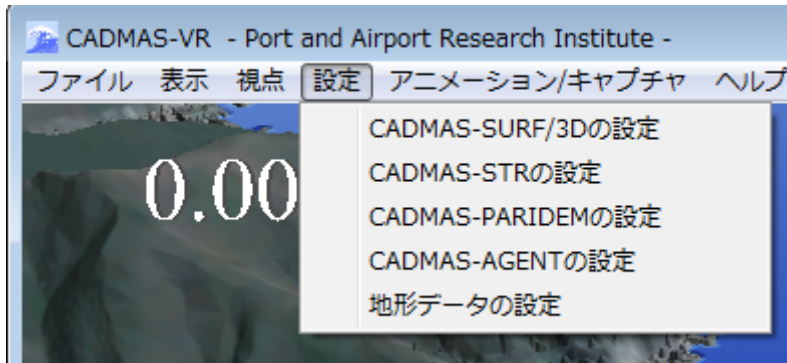 CADMAS-VR - Port and Airport Research Institute -
ファイル 表示 視点 設定 アニメーション/キャプチャ ヘルプ
CADMAS-SURF/3Dの設定
0.00
CADMAS-STRの設定
CADMAS-PARIDEMの設定
CADMAS-AGENTの設定
地形データの設定